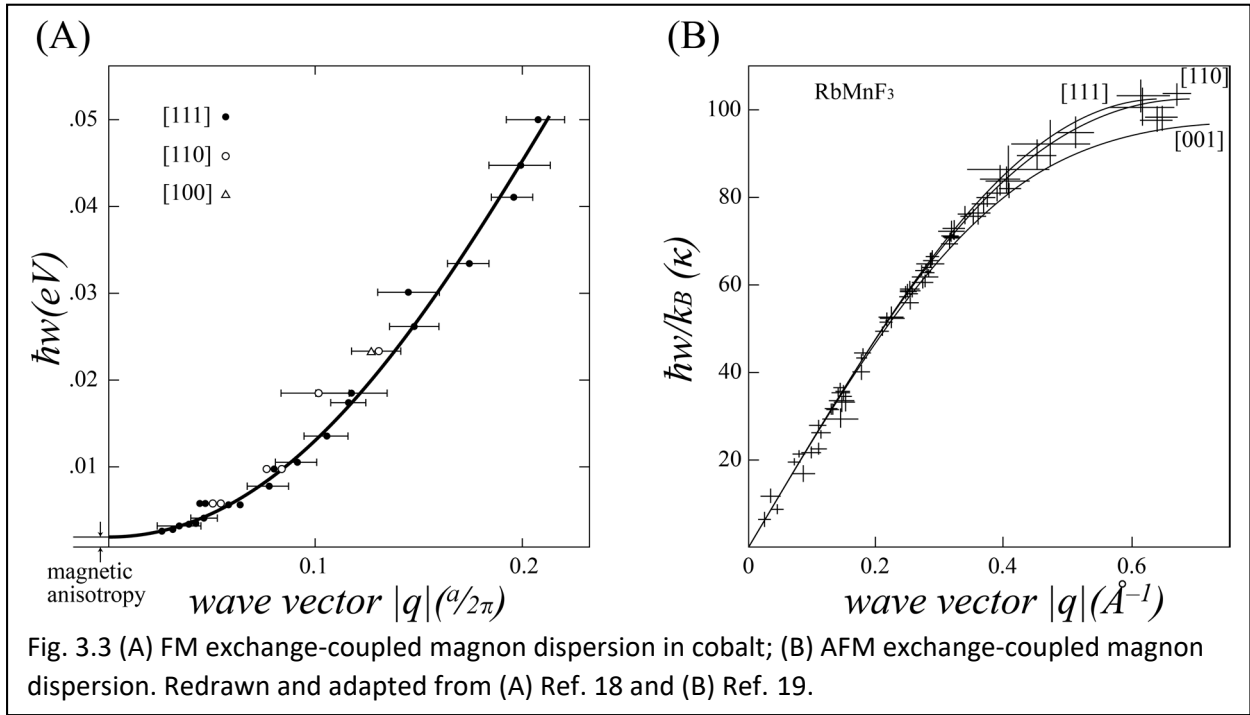 (A)
[111] ●
[110] ○
[100] △
.05
.04
.03
.02
.01
ħw(eV)
magnetic
anisotropy
0.1
0.2
wave vector |q|(a/2π)
(B)
RbMnF3
[111]
[110]
[001]
100
80
60
40
20
ħw/kB (κ)
0
0.2
0.4
0.6
wave vector |q|(Å⁻¹)
Fig. 3.3 (A) FM exchange-coupled magnon dispersion in cobalt; (B) AFM exchange-coupled magnon
dispersion. Redrawn and adapted from (A) Ref. 18 and (B) Ref. 19.